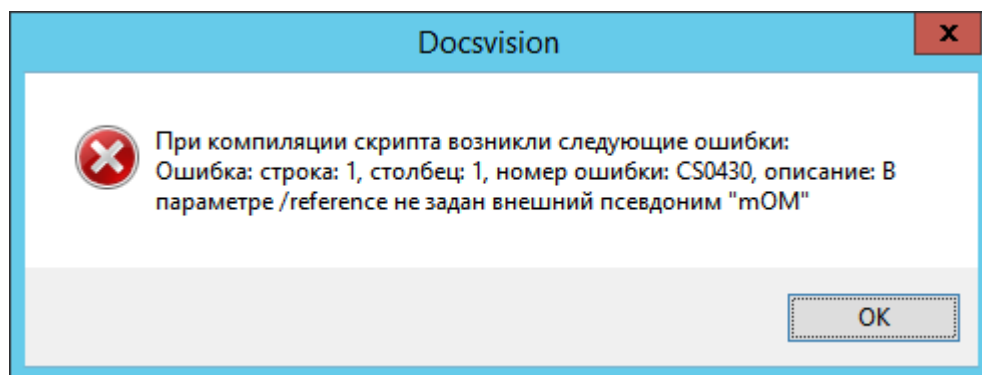 Docsvision
x
При компиляции скрипта возникли следующие ошибки:
Ошибка: строка: 1, столбец: 1, номер ошибки: CS0430, описание: В
параметре /reference не задан внешний псевдоним "mOM"
OK